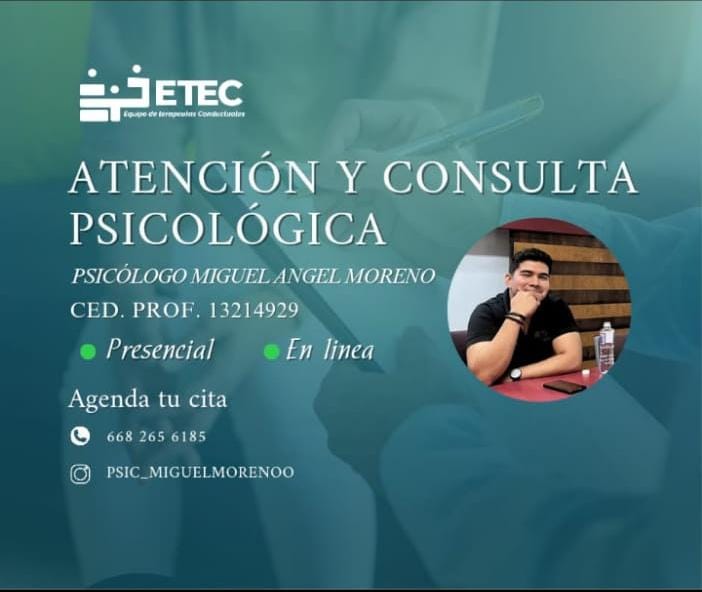 ETEC
Equipo de terapeutas Conductuales
ATENCIÓN Y CONSULTA
PSICOLÓGICA
PSICÓLOGO MIGUEL ANGEL MORENO
CED. PROF. 13214929
Presencial En linea
Agenda tu cita
668 265 6185
PSIC_MIGUELMORENOO